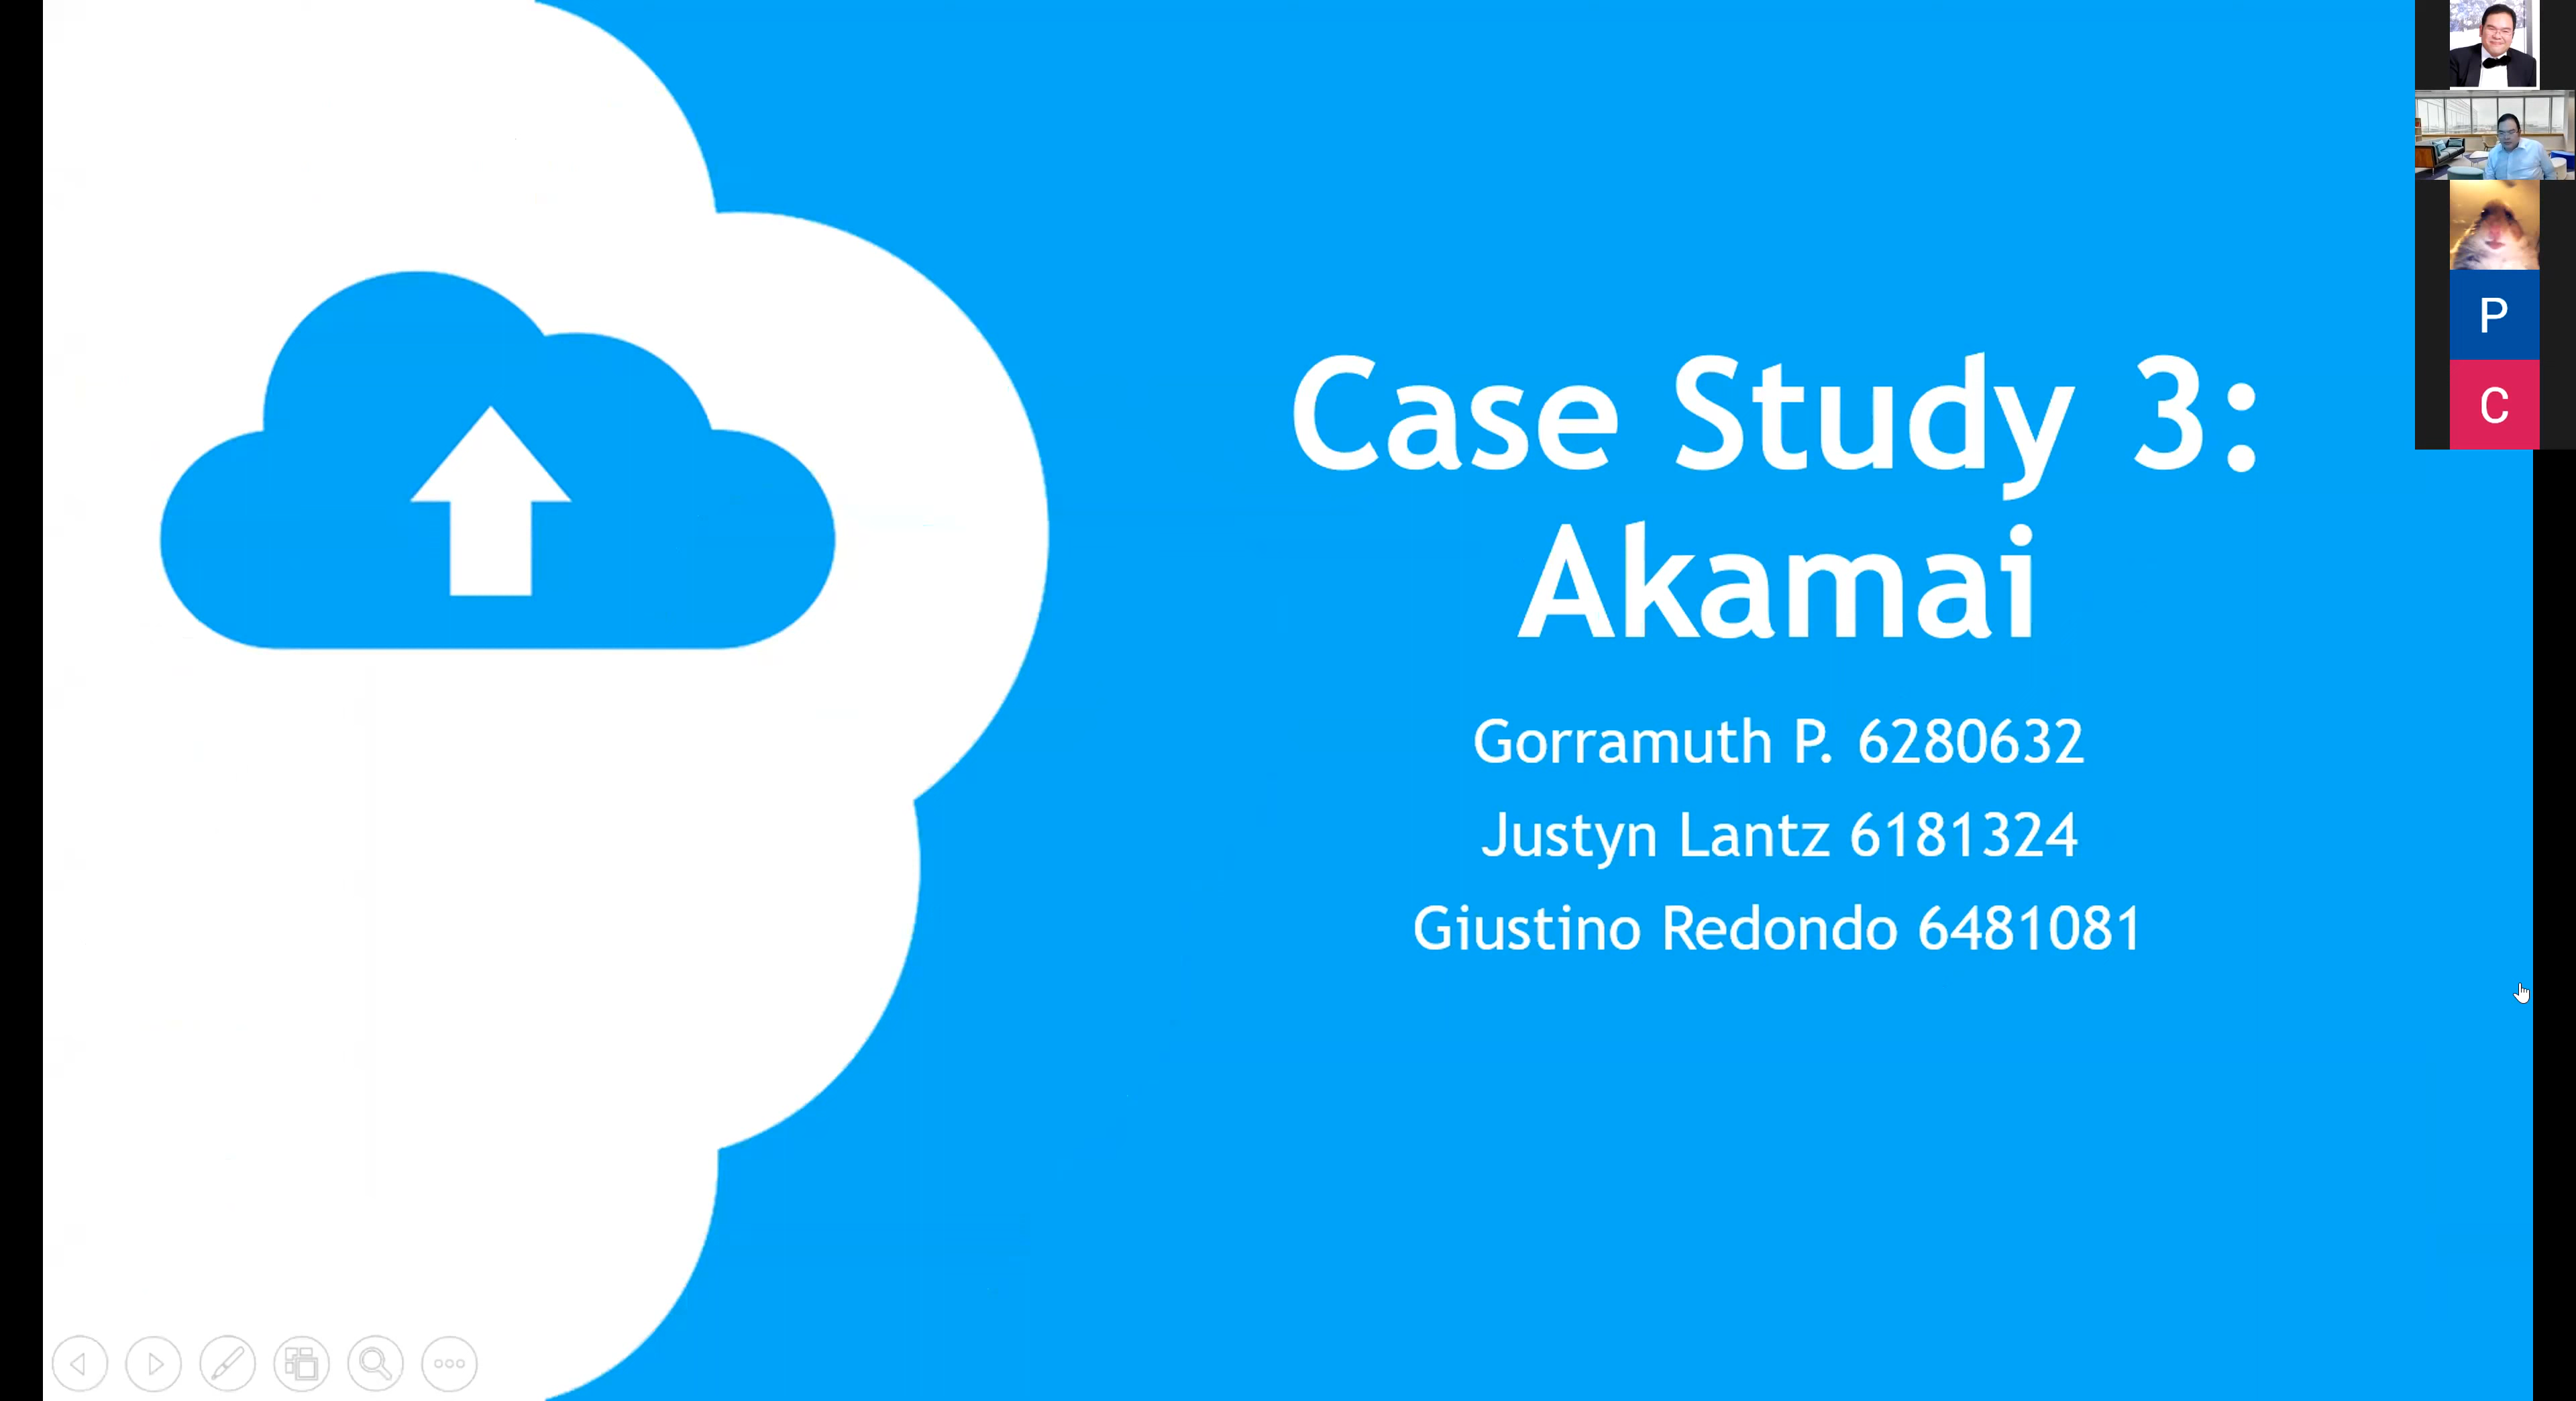 Case Study 3:
Akamai
Gorramuth P. 6280632
Justyn Lantz 6181324
Giustino Redondo 6481081
P
C